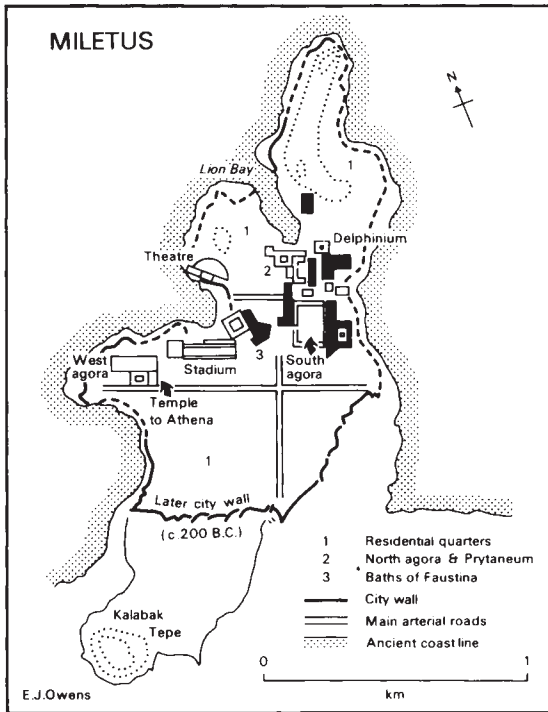 MILETUS
N
1
Lion Bay
1
Delphinium
Theatre
2
West
agora
Stadium
3
South
agora
Temple
to Athena
1
Later city wall
(c.200 B.C.)
1 Residential quarters
2 North agora & Prytaneum
3 Baths of Faustina
City wall
Main arterial roads
Ancient coastline
Kalabak
Tepe
0 1
km
E.J.Owens